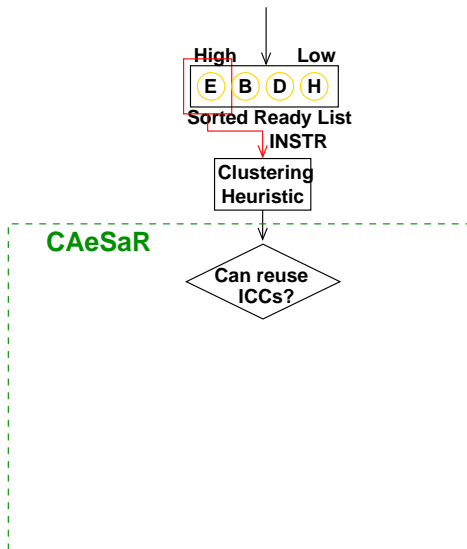 High Low
E B D H
Sorted Ready List
INSTR
Clustering
Heuristic
CAeSaR
Can reuse
ICCs?